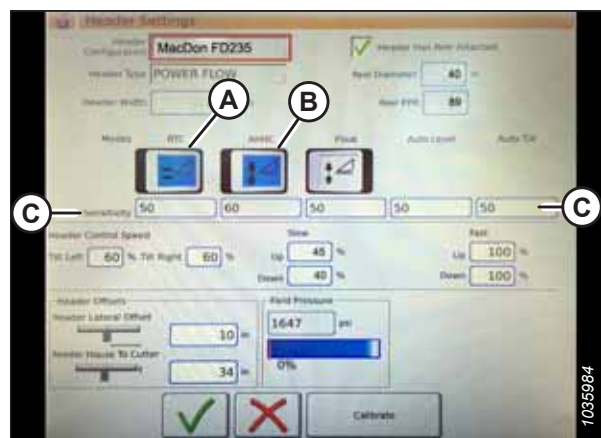 Header Settings
Header Configuration MacDon FD235 Header Has Reel Attached
Header Type POWER FLOW Reel Diameter 40 in
Header Width Reel PPR 89
A B
Modes RTC AHHC Float Auto Level Auto Tilt
C Sensitivity 50 60 50 50 50 C
Header Control Speed Slow Fast
Tilt Left 60 % Tilt Right 60 % Up 45 % Up 100 %
Down 40 % Down 100 %
Header Offsets Field Pressure
Header Lateral Offset 10 in 1647 psi
Feeder House To Cutter 34 in 0%
Calibrate
1035984